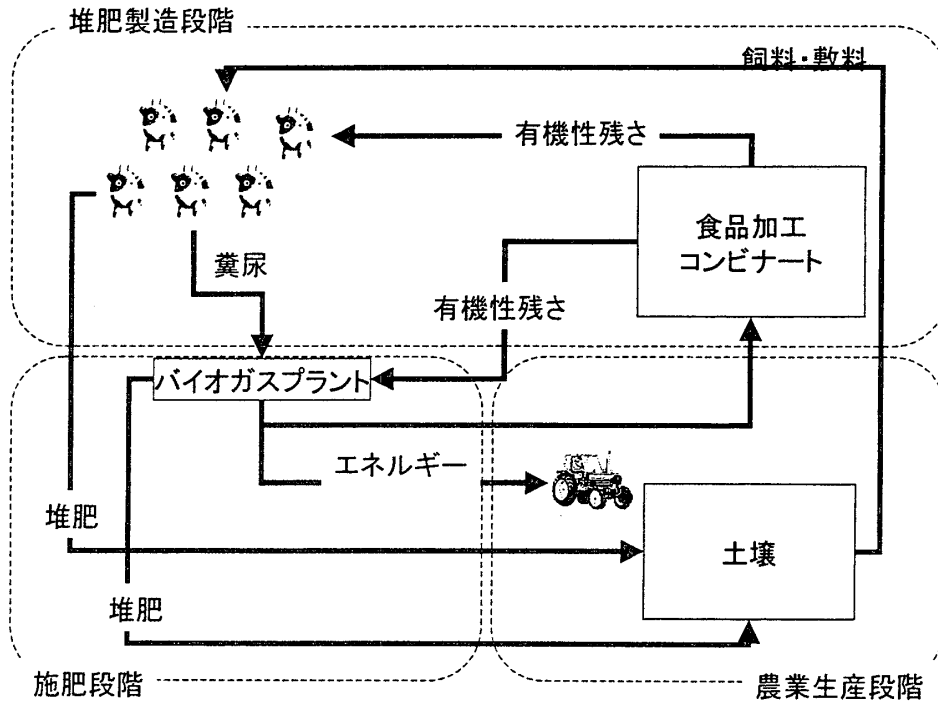 堆肥製造段階
飼料・敷料
有機性残さ
食品加工
コンビナート
糞尿
有機性残さ
バイオガスプラント
エネルギー
堆肥
土壌
堆肥
施肥段階
農業生産段階